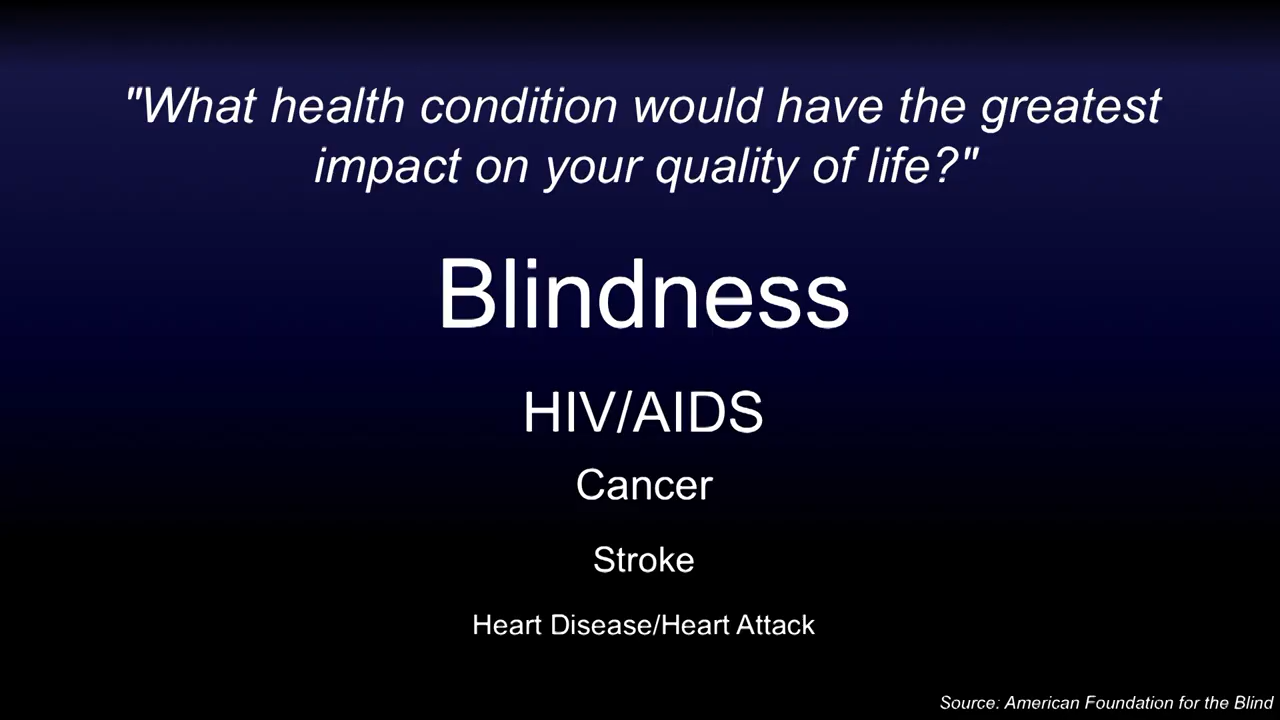 "What health condition would have the greatest
impact on your quality of life?"
Blindness
HIV/AIDS
Cancer
Stroke
Heart Disease/Heart Attack
Source: American Foundation for the Blind